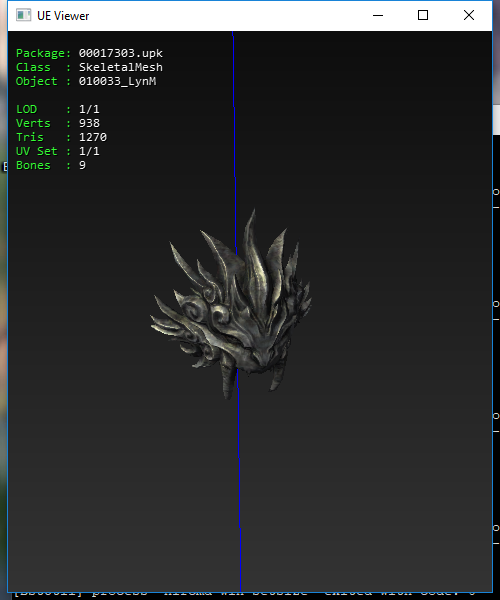 UE Viewer
Package: 00017303.upk
Class : SkeletalMesh
Object : 010033_LynM
LOD : 1/1
Verts : 938
Tris : 1270
UV Set : 1/1
Bones : 9